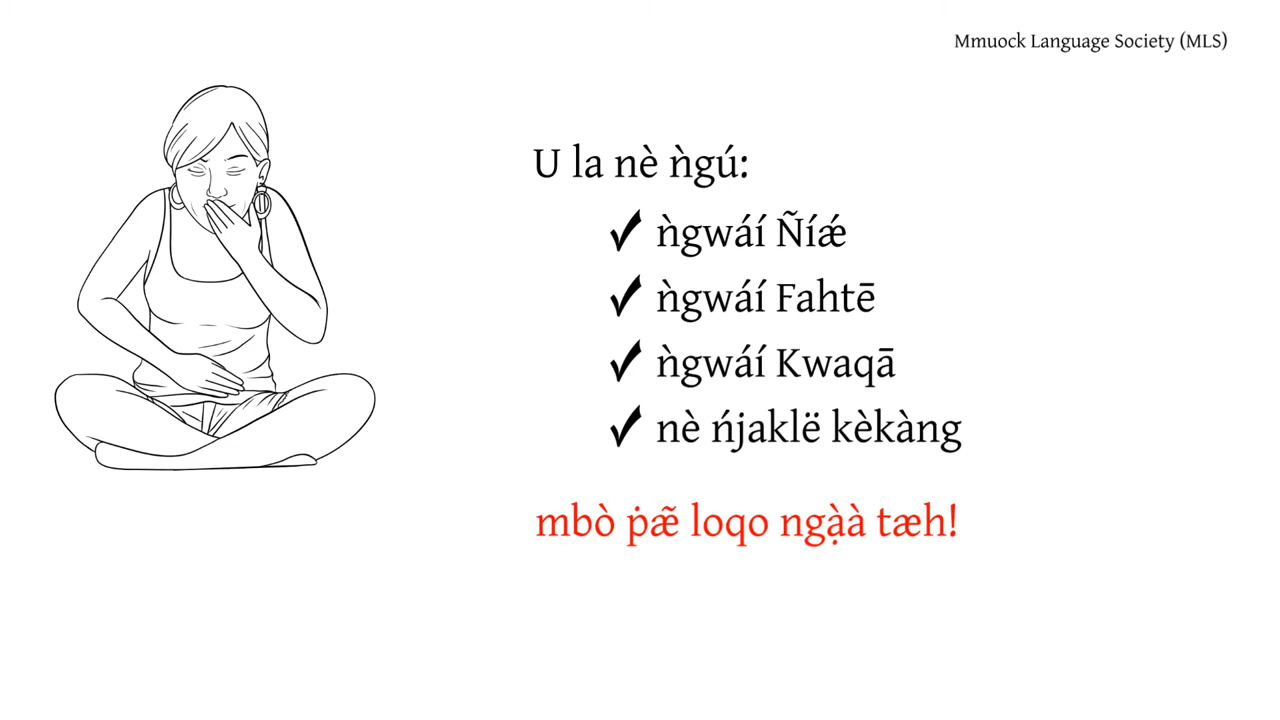 Mmuock Language Society (MLS)
U la nè ǹgú:
✓ ǹgwáí Ñíǽ
✓ ǹgwáí Fahtē
✓ ǹgwáí Kwaqā
✓ nè ńjaklë kèkàng
mbò ṗæ̃ loqo ngạ̀à tæh!